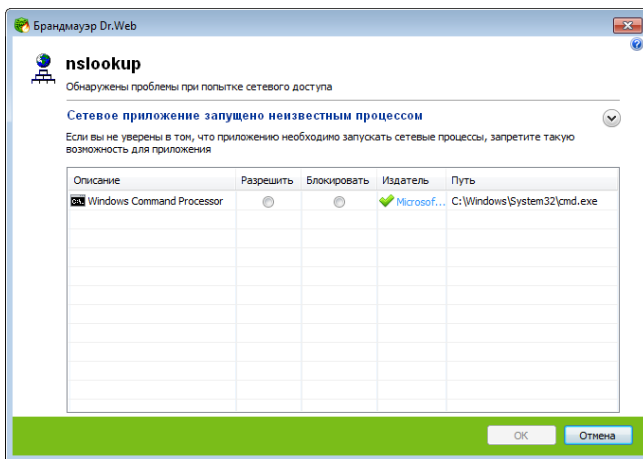 Брандмауэр Dr.Web
nslookup
Обнаружены проблемы при попытке сетевого доступа
Сетевое приложение запущено неизвестным процессом
Если вы не уверены в том, что приложению необходимо запускать сетевые процессы, запретите такую
возможность для приложения
Описание Разрешить Блокировать Издатель Путь
Windows Command Processor Microsof... C:\Windows\System32\cmd.exe
OK Отмена